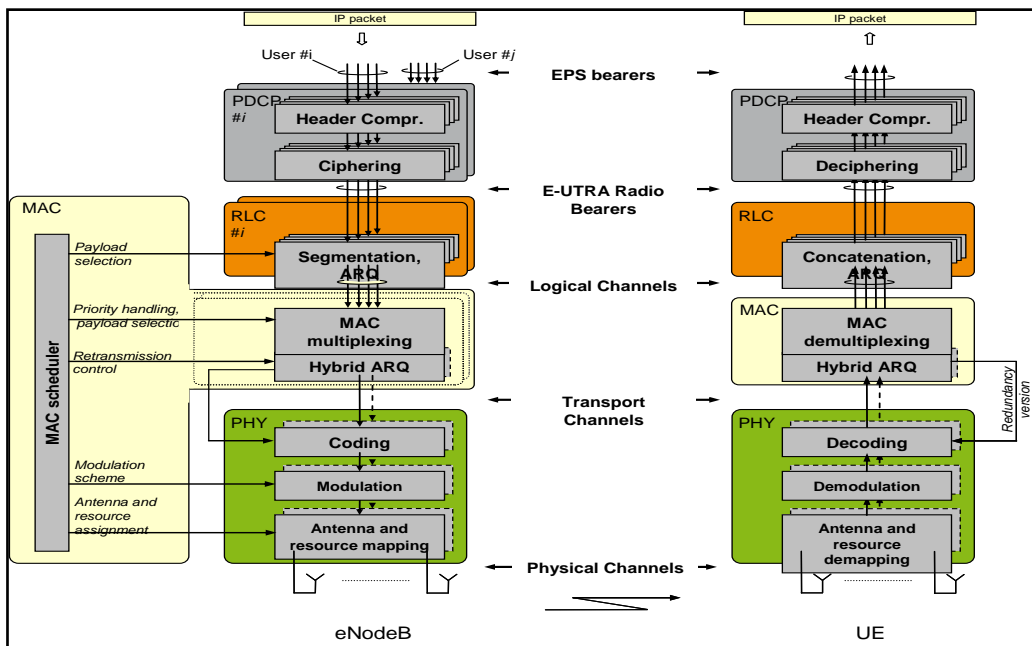 IP packet
IP packet
User #i
User #j
EPS bearers
PDCP
#i
Header Compr.
Ciphering
PDCP
Header Compr.
Deciphering
E-UTRA Radio
Bearers
MAC
RLC
#i
Segmentation,
ARQ
RLC
Concatenation,
ARQ
Payload
selection
Logical Channels
Priority handling,
payload selectic
Retransmission
control
MAC scheduler
MAC
multiplexing
Hybrid ARQ
MAC
MAC
demultiplexing
Hybrid ARQ
Redundancy
version
Transport
Channels
PHY
Coding
Modulation
Antenna and
resource mapping
PHY
Decoding
Demodulation
Antenna and
resource
demapping
Modulation
scheme
Antenna and
resource
assignment
Physical Channels
eNodeB
UE